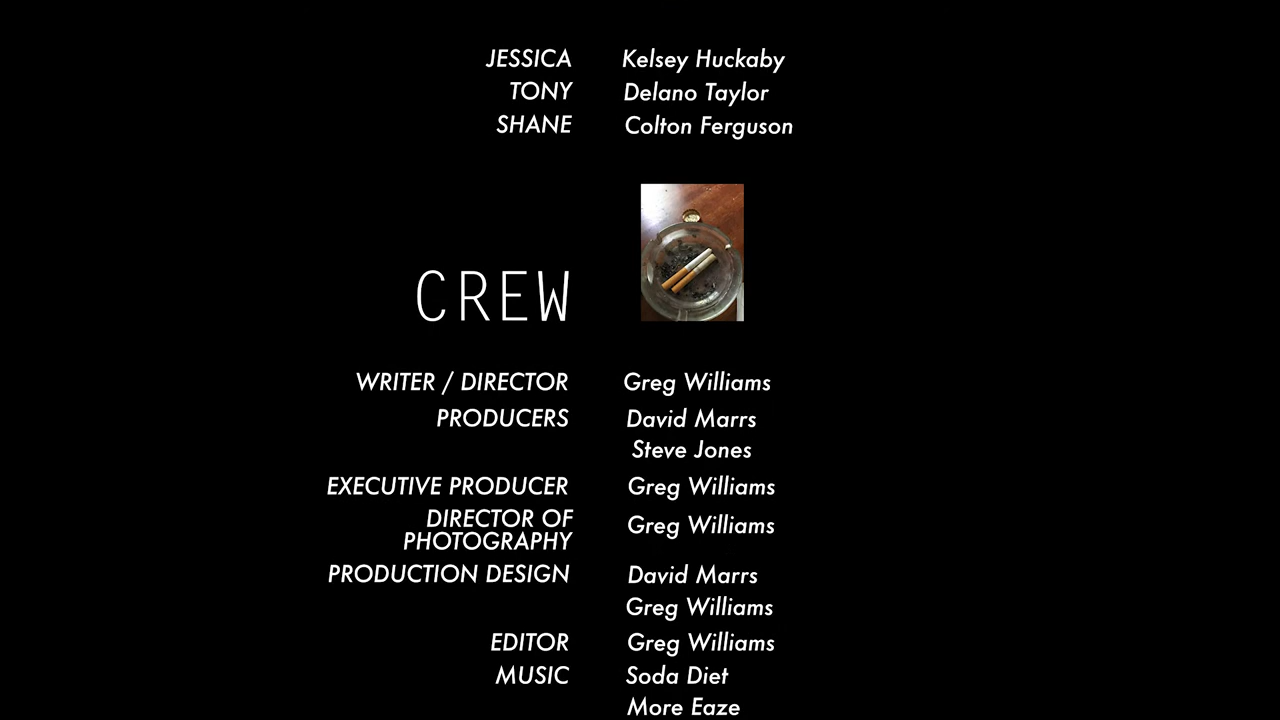 JESSICA Kelsey Huckaby
TONY Delano Taylor
SHANE Colton Ferguson
CREW
WRITER / DIRECTOR Greg Williams
PRODUCERS David Marrs
Steve Jones
EXECUTIVE PRODUCER Greg Williams
DIRECTOR OF
PHOTOGRAPHY Greg Williams
PRODUCTION DESIGN David Marrs
Greg Williams
EDITOR Greg Williams
MUSIC Soda Diet
More Eaze